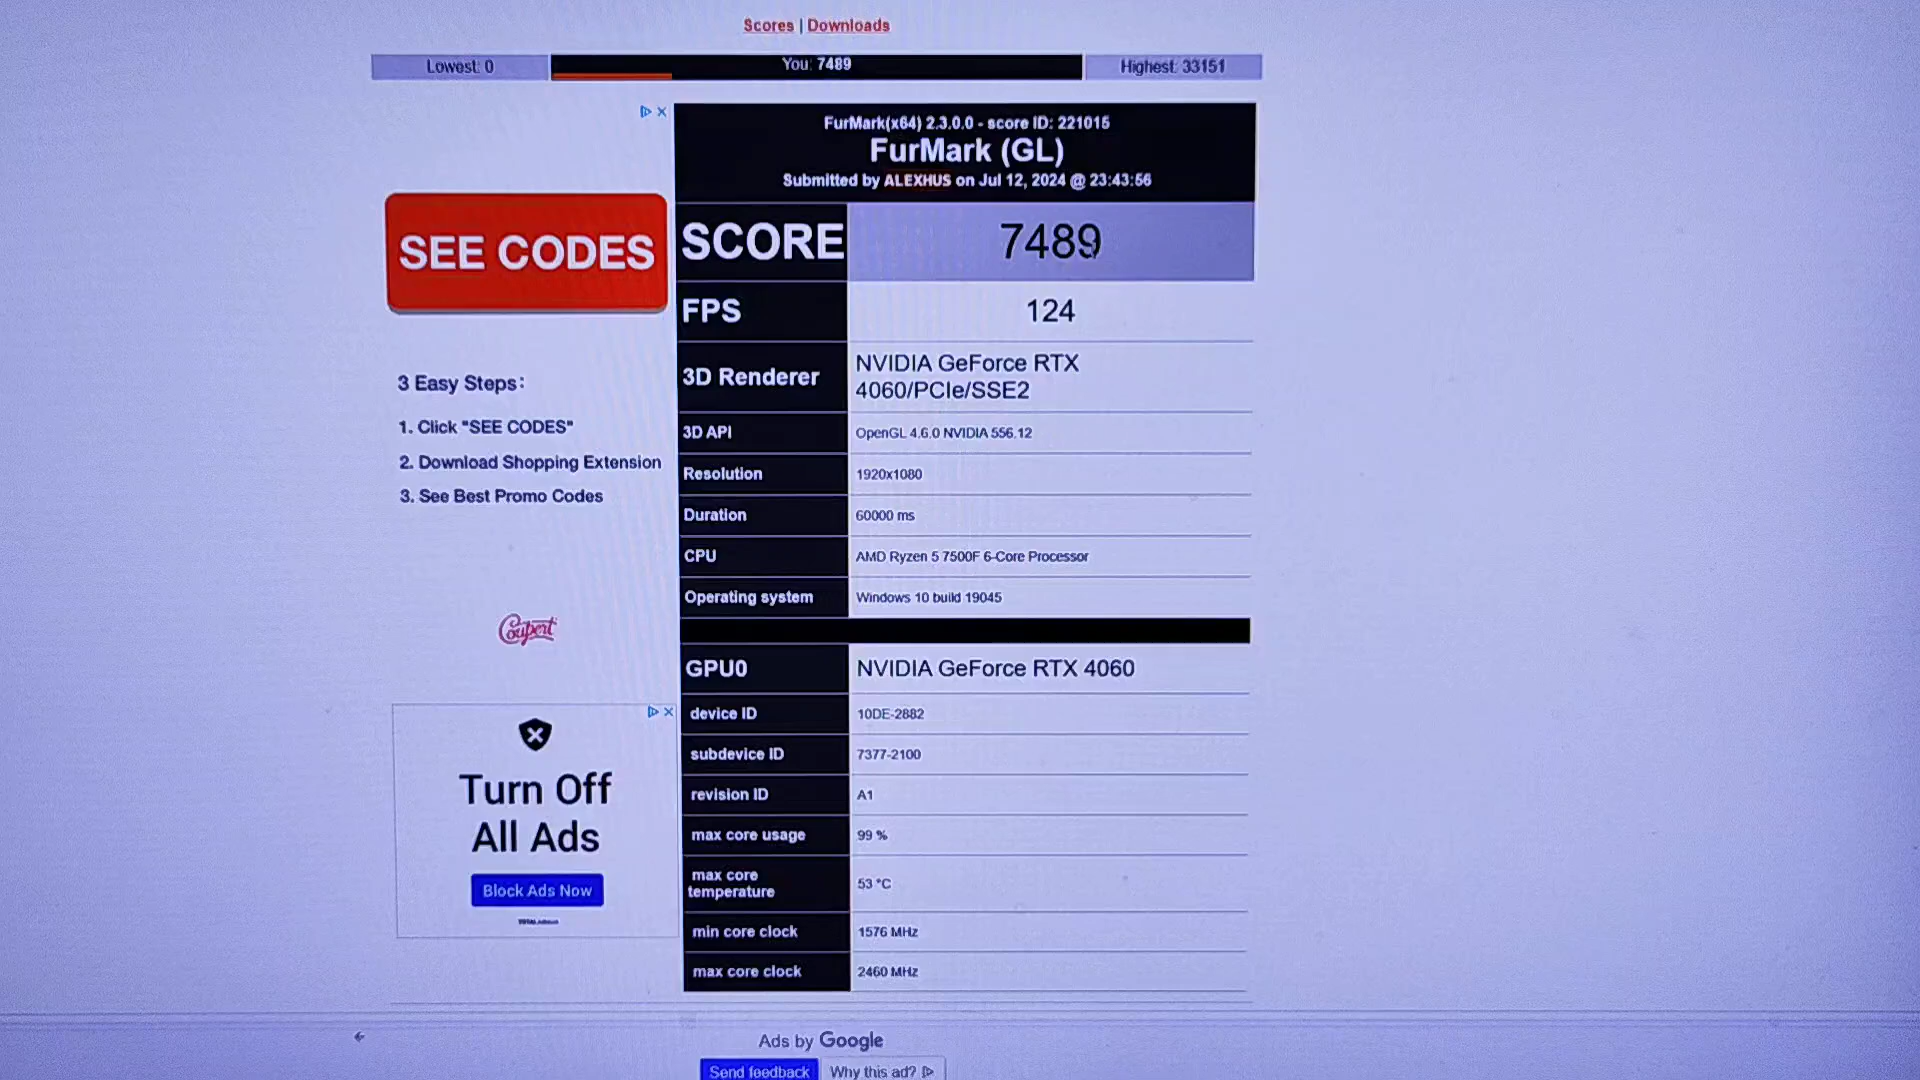 Scores | Downloads
Lowest: 0
You: 7489
Highest: 33151
FurMark(x64) 2.3.0.0 - score ID: 221015
FurMark (GL)
Submitted by ALEXHUS on Jul 12, 2024 @ 23:43:56
SEE CODES
3 Easy Steps:
1. Click "SEE CODES"
2. Download Shopping Extension
3. See Best Promo Codes
Coupert
Turn Off
All Ads
Block Ads Now
SCORE 7489
FPS 124
3D Renderer NVIDIA GeForce RTX
4060/PCIe/SSE2
3D API OpenGL 4.6.0 NVIDIA 556.12
Resolution 1920x1080
Duration 60000 ms
CPU AMD Ryzen 5 7500F 6-Core Processor
Operating system Windows 10 build 19045
GPU0 NVIDIA GeForce RTX 4060
device ID 10DE-2882
subdevice ID 7377-2100
revision ID A1
max core usage 99 %
max core
temperature 53 °C
min core clock 1576 MHz
max core clock 2460 MHz
Ads by Google
Send feedback
Why this ad?